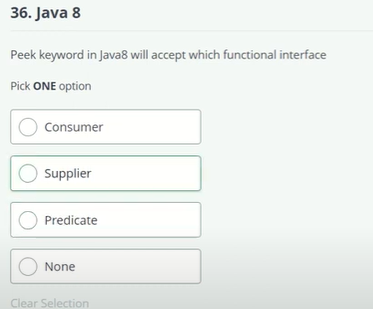 36. Java 8
Peek keyword in Java8 will accept which functional interface
Pick ONE option
Consumer
Supplier
Predicate
None
Clear Selection